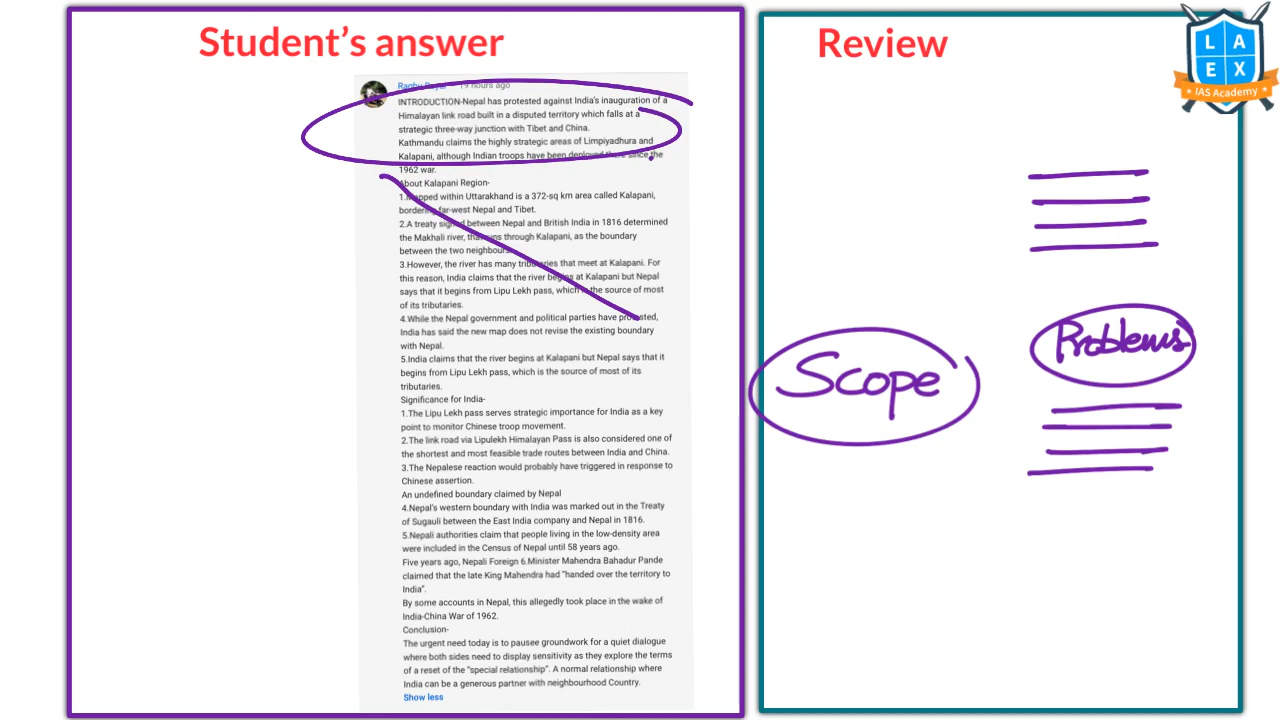 Student's answer
Raghu Dayal 19 hours ago
INTRODUCTION-Nepal has protested against India's inauguration of a
Himalayan link road built in a disputed territory which falls at a
strategic three-way junction with Tibet and China.
Kathmandu claims the highly strategic areas of Limpiyadhura and
Kalapani, although Indian troops have been deployed there since the
1962 war.
About Kalapani Region-
1.Mapped within Uttarakhand is a 372-sq km area called Kalapani,
bordering far-west Nepal and Tibet.
2.A treaty signed between Nepal and British India in 1816 determined
the Makhali river, that runs through Kalapani, as the boundary
between the two neighbours.
3.However, the river has many tributaries that meet at Kalapani. For
this reason, India claims that the river begins at Kalapani but Nepal
says that it begins from Lipu Lekh pass, which is the source of most
of its tributaries.
4.While the Nepal government and political parties have protested,
India has said the new map does not revise the existing boundary
with Nepal.
5.India claims that the river begins at Kalapani but Nepal says that it
begins from Lipu Lekh pass, which is the source of most of its
tributaries.
Significance for India-
1.The Lipu Lekh pass serves strategic importance for India as a key
point to monitor Chinese troop movement.
2.The link road via Lipulekh Himalayan Pass is also considered one of
the shortest and most feasible trade routes between India and China.
3.The Nepalese reaction would probably have triggered in response to
Chinese assertion.
An undefined boundary claimed by Nepal
4.Nepal's western boundary with India was marked out in the Treaty
of Sugauli between the East India company and Nepal in 1816.
5.Nepali authorities claim that people living in the low-density area
were included in the Census of Nepal until 58 years ago.
Five years ago, Nepali Foreign 6.Minister Mahendra Bahadur Pande
claimed that the late King Mahendra had "handed over the territory to
India".
By some accounts in Nepal, this allegedly took place in the wake of
India-China War of 1962.
Conclusion-
The urgent need today is to pausee groundwork for a quiet dialogue
where both sides need to display sensitivity as they explore the terms
of a reset of the "special relationship". A normal relationship where
India can be a generous partner with neighbourhood Country.
Show less
Review
Problems
Scope
L A
E X
IAS Academy